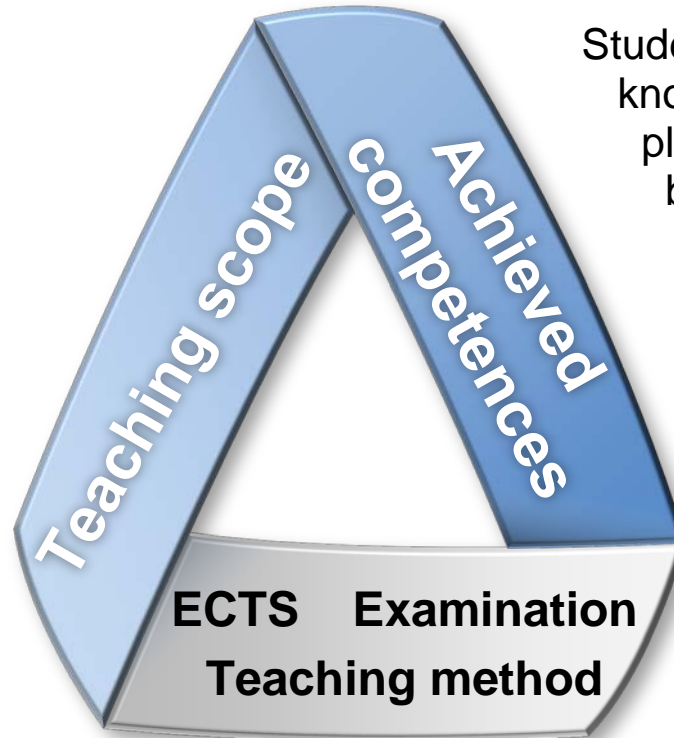 Teaching scope
Achieved
competences
ECTS Examination
Teaching method